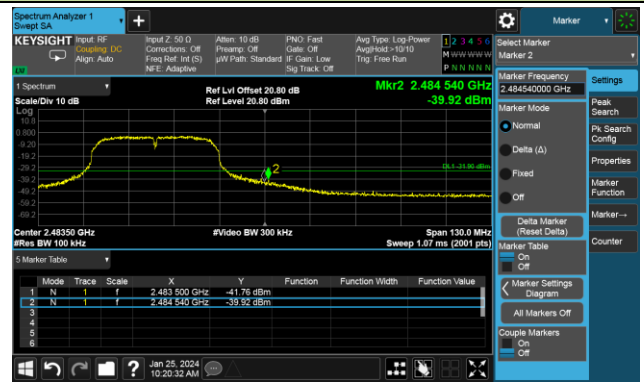 Spectrum Analyzer 1
Swept SA
Marker
KEYSIGHT Input: RF Input Z: 50 Ω Atten: 10 dB PNO: Fast Avg Type: Log-Power 1 2 3 4 5 6
Coupling: DC Corrections: Off Preamp: Off Gate: Off Avg|Hold:>10/10 M W W W W W
Align: Auto Freq Ref: Int (S) µW Path: Standard IF Gain: Low Trig: Free Run
NFE: Adaptive Sig Track: Off P N N N N N
LW
Select Marker
Marker 2
1 Spectrum
Ref Lvl Offset 20.80 dB Mkr2 2.484 540 GHz
Scale/Div 10 dB Ref Level 20.80 dBm -39.92 dBm
Log
10.8
0.800
-9.20
-19.2
-29.2
-39.2
-49.2
-59.2
-69.2
DL1 -31.96 dBm
2
Center 2.48350 GHz #Video BW 300 kHz Span 130.0 MHz
#Res BW 100 kHz Sweep 1.07 ms (2001 pts)
5 Marker Table
Mode Trace Scale X Y Function Function Width Function Value
1 N 1 f 2.483 500 GHz -41.76 dBm
2 N 1 f 2.484 540 GHz -39.92 dBm
3
4
5
6
Marker Frequency
2.484540000 GHz
Marker Mode
Normal
Delta (Δ)
Fixed
Off
Delta Marker
(Reset Delta)
Marker Table
On
Off
Marker Settings
Diagram
All Markers Off
Couple Markers
On
Off
Settings
Peak
Search
Pk Search
Config
Properties
Marker
Function
Marker→
Counter
?
Jan 25, 2024
10:20:32 AM